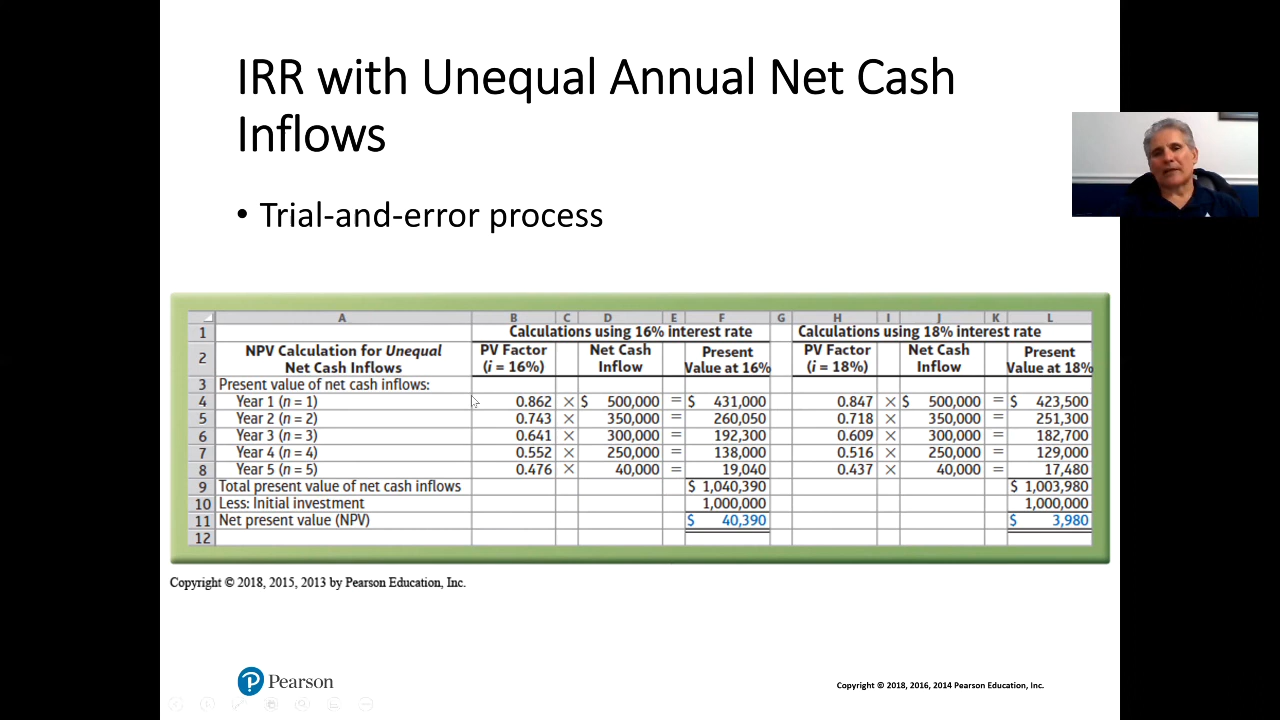 IRR with Unequal Annual Net Cash
Inflows
• Trial-and-error process
A B C D E F G H I J K L
1 Calculations using 16% interest rate Calculations using 18% interest rate
2 NPV Calculation for Unequal Net Cash Inflows PV Factor (i = 16%) Net Cash Inflow Present Value at 16% PV Factor (i = 18%) Net Cash Inflow Present Value at 18%
3 Present value of net cash inflows:
4 Year 1 (n = 1) 0.862 × $ 500,000 = $ 431,000 0.847 × $ 500,000 = $ 423,500
5 Year 2 (n = 2) 0.743 × 350,000 = 260,050 0.718 × 350,000 = 251,300
6 Year 3 (n = 3) 0.641 × 300,000 = 192,300 0.609 × 300,000 = 182,700
7 Year 4 (n = 4) 0.552 × 250,000 = 138,000 0.516 × 250,000 = 129,000
8 Year 5 (n = 5) 0.476 × 40,000 = 19,040 0.437 × 40,000 = 17,480
9 Total present value of net cash inflows $ 1,040,390 $ 1,003,980
10 Less: Initial investment 1,000,000 1,000,000
11 Net present value (NPV) $ 40,390 $ 3,980
12
Copyright © 2018, 2015, 2013 by Pearson Education, Inc.
P Pearson
Copyright © 2018, 2016, 2014 Pearson Education, Inc.